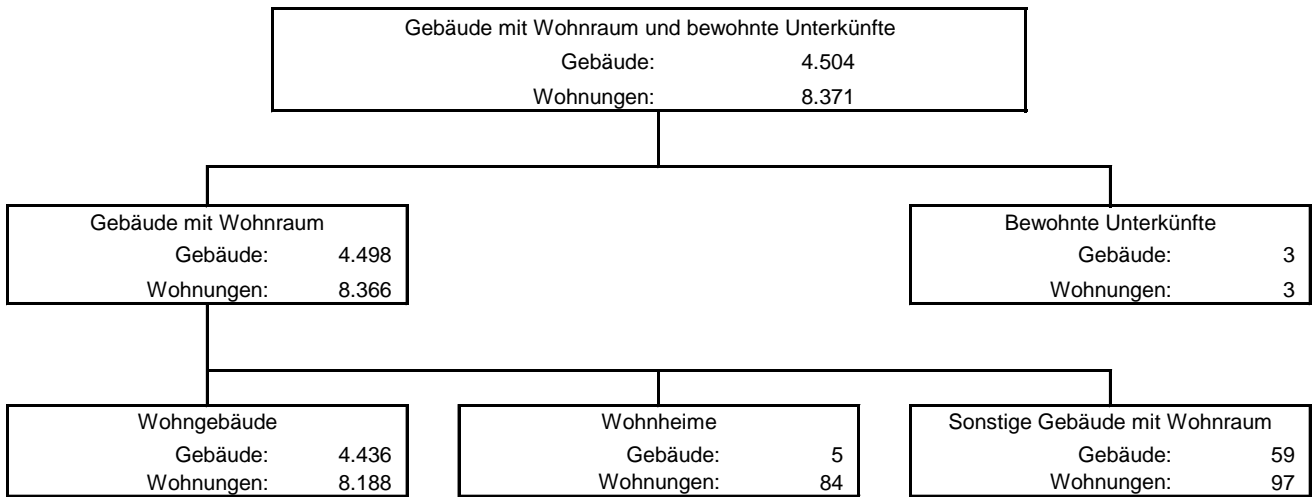 Gebäude mit Wohnraum und bewohnte Unterkünfte
Gebäude: 4.504
Wohnungen: 8.371
Gebäude mit Wohnraum
Gebäude: 4.498
Wohnungen: 8.366
Bewohnte Unterkünfte
Gebäude: 3
Wohnungen: 3
Wohngebäude
Gebäude: 4.436
Wohnungen: 8.188
Wohnheime
Gebäude: 5
Wohnungen: 84
Sonstige Gebäude mit Wohnraum
Gebäude: 59
Wohnungen: 97